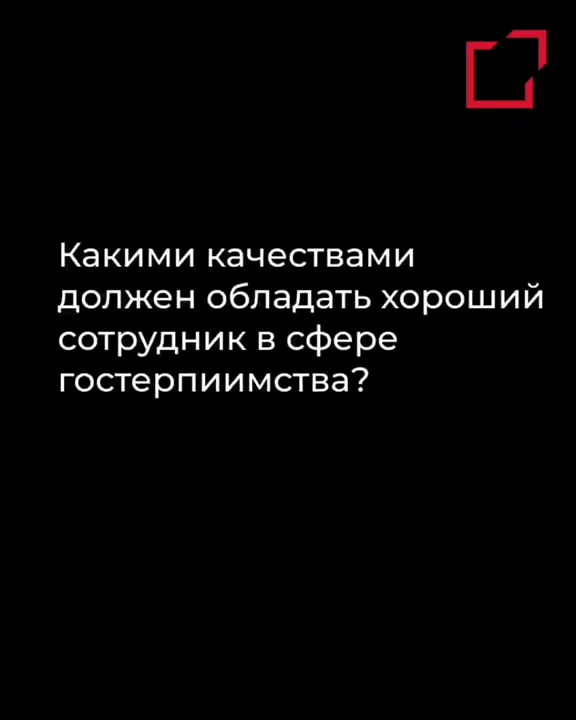 Какими качествами
должен обладать хороший
сотрудник в сфере
гостерпиимства?